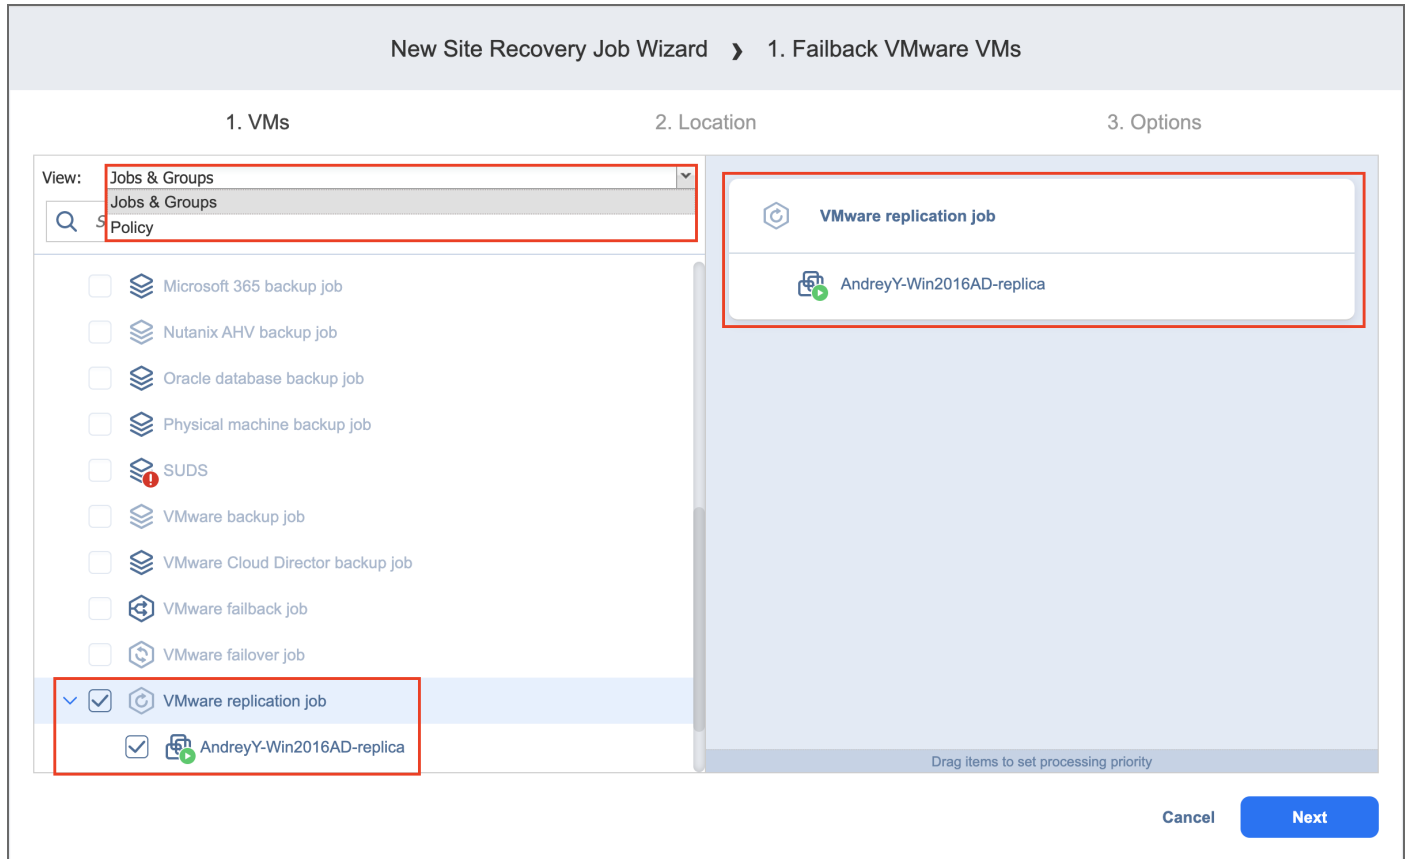 New Site Recovery Job Wizard ❯ 1. Failback VMware VMs
1. VMs
2. Location
3. Options
View:
Jobs & Groups
Jobs & Groups
Policy
Microsoft 365 backup job
Nutanix AHV backup job
Oracle database backup job
Physical machine backup job
SUDS
VMware backup job
VMware Cloud Director backup job
VMware failback job
VMware failover job
VMware replication job
AndreyY-Win2016AD-replica
VMware replication job
AndreyY-Win2016AD-replica
Drag items to set processing priority
Cancel
Next